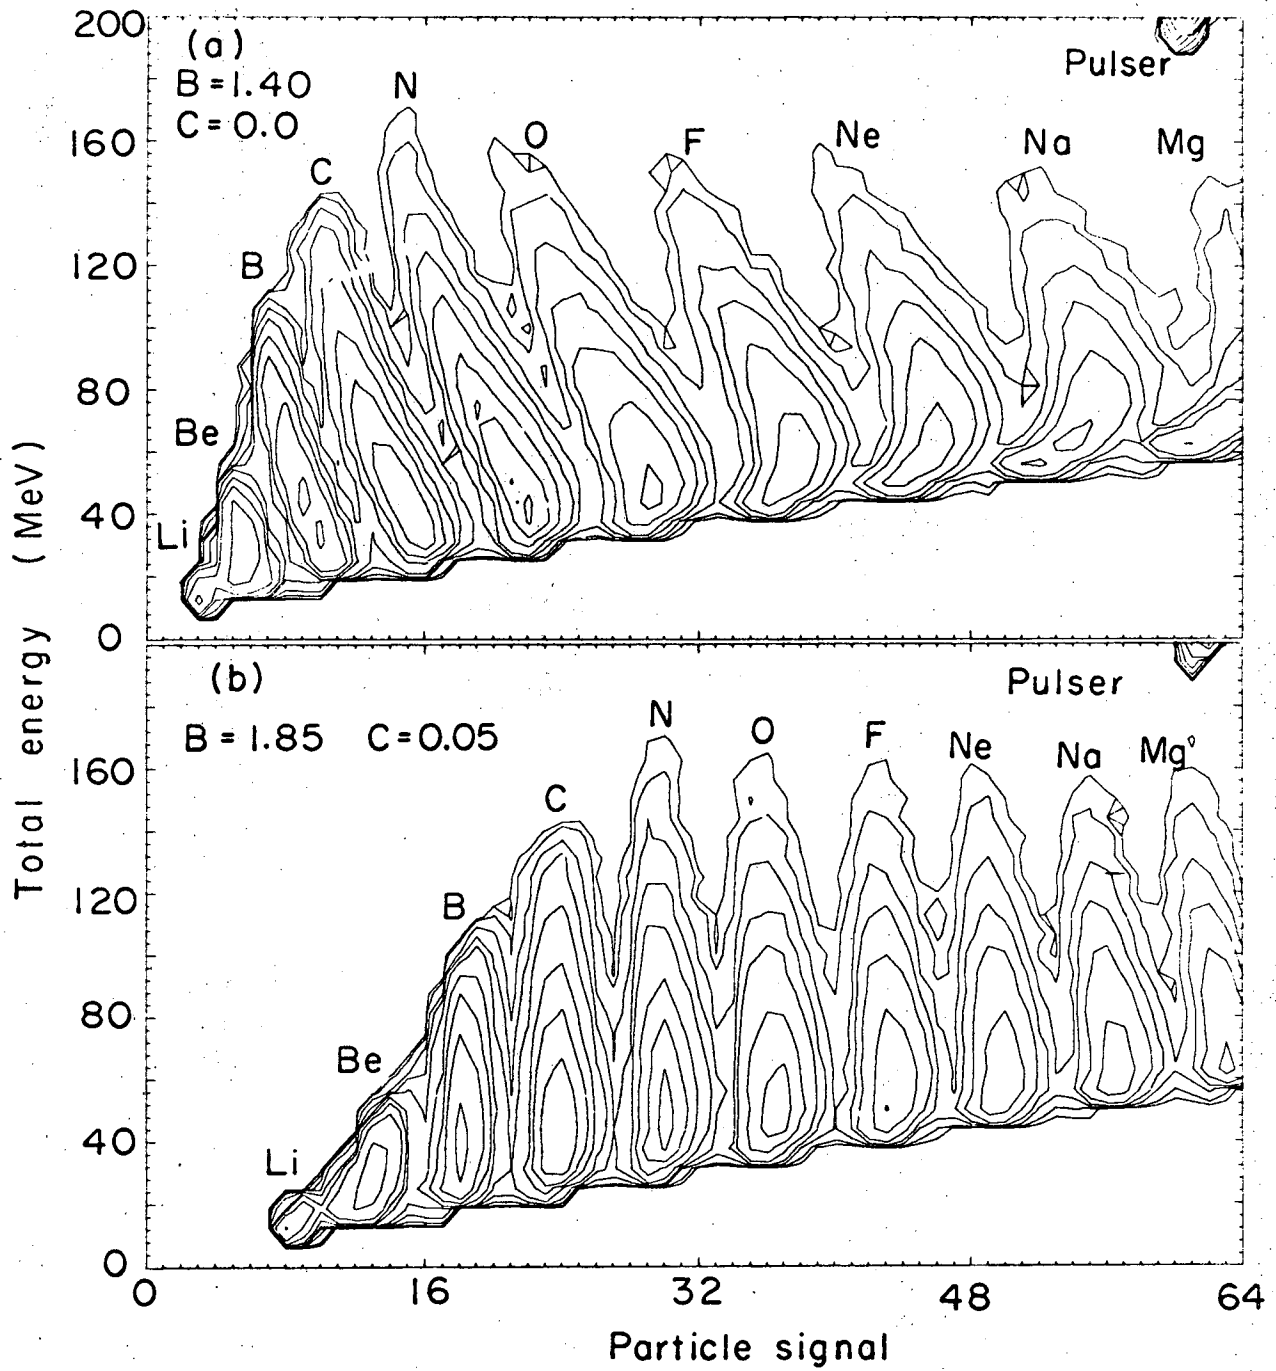 200
(a)
B = 1.40
C = 0.0
Pulser
N
O
F
Ne
Na
Mg
C
B
Be
Li
160
120
80
40
0
Total energy (MeV)
(b)
B = 1.85 C = 0.05
Pulser
N
O
F
Ne
Na
Mg
C
B
Be
Li
160
120
80
40
0
0 16 32 48 64
Particle signal